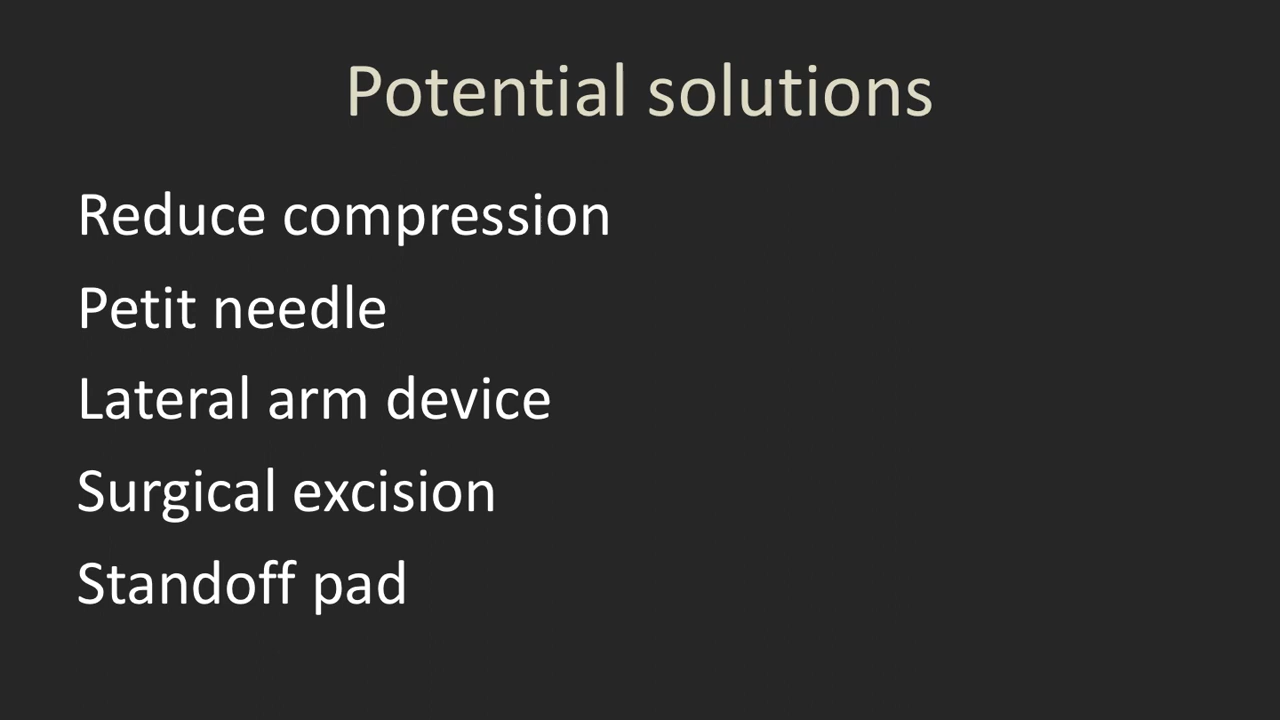 Potential solutions
Reduce compression
Petit needle
Lateral arm device
Surgical excision
Standoff pad